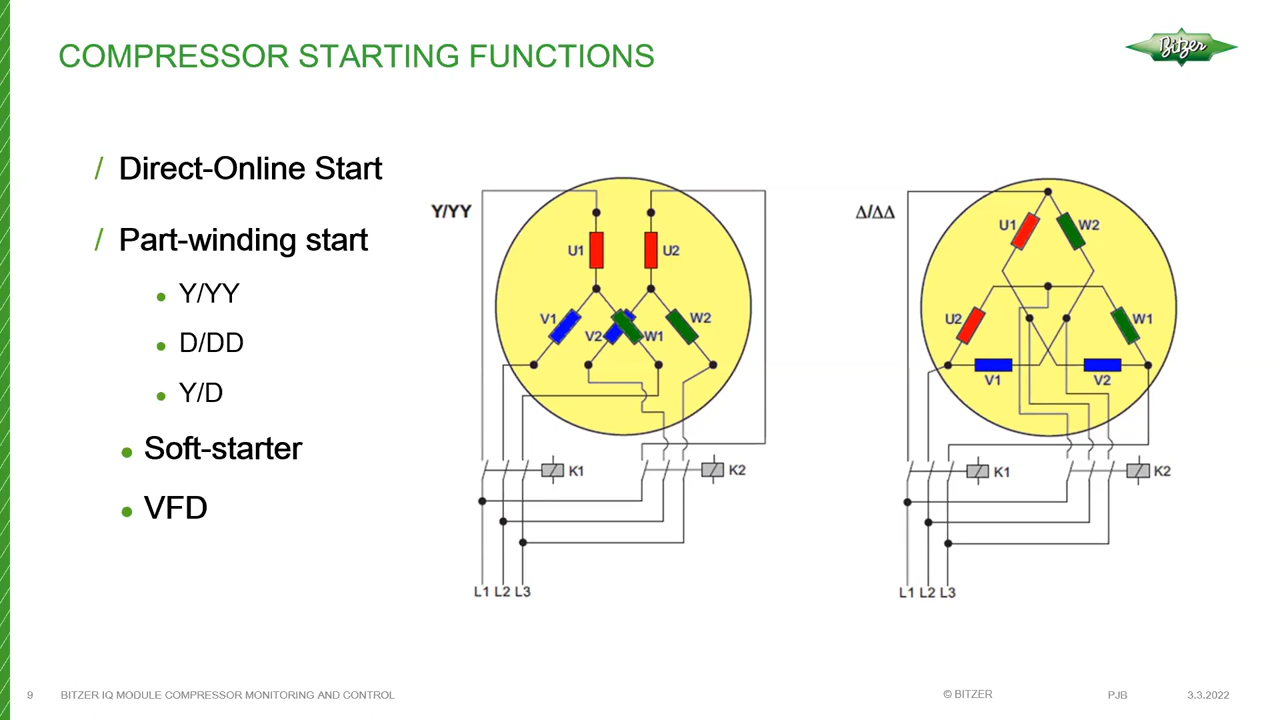 COMPRESSOR STARTING FUNCTIONS
Bitzer
/ Direct-Online Start
/ Part-winding start
• Y/YY
• D/DD
• Y/D
• Soft-starter
• VFD
Y/YY
U1
U2
V1
V2
W1
W2
K1
K2
L1 L2 L3
Δ/ΔΔ
U1
W2
U2
W1
V1
V2
K1
K2
L1 L2 L3
9 BITZER IQ MODULE COMPRESSOR MONITORING AND CONTROL © BITZER PJB 3.3.2022